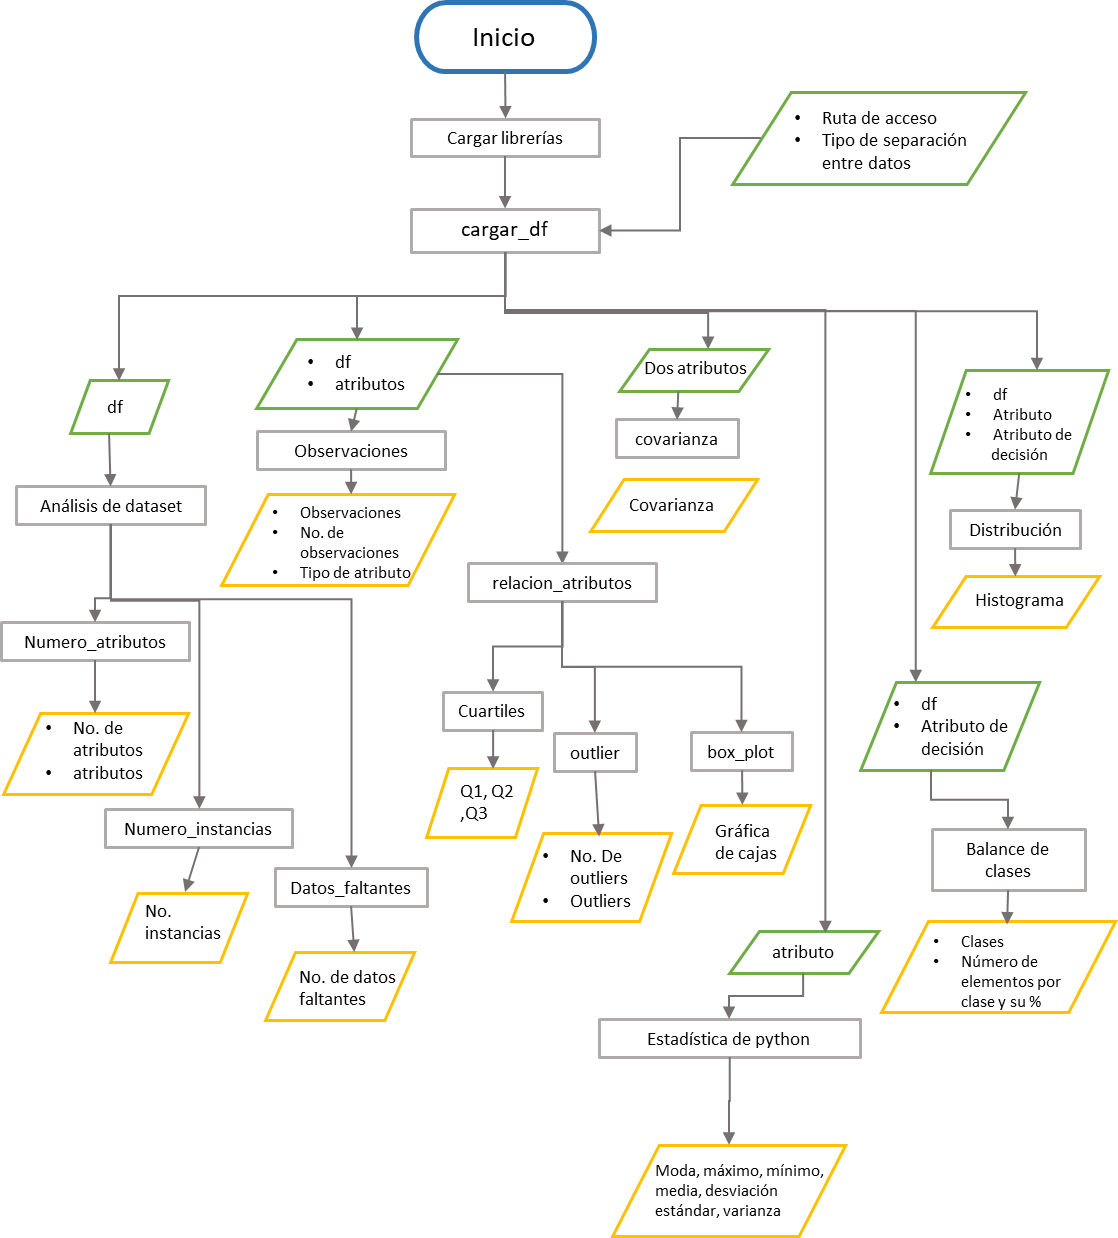 Inicio
Cargar librerías
• Ruta de acceso
• Tipo de separación
entre datos
cargar_df
df
• df
• atributos
Dos atributos
• df
• Atributo
• Atributo de
decisión
Análisis de dataset
Observaciones
covarianza
• Observaciones
• No. de
observaciones
• Tipo de atributo
Covarianza
Distribución
Histograma
relacion_atributos
Numero_atributos
• No. de
atributos
• atributos
Cuartiles
outlier
box_plot
• df
• Atributo de
decisión
Q1, Q2
,Q3
Numero_instancias
Gráfica
de cajas
• No. De
outliers
• Outliers
Balance de
clases
Datos_faltantes
No.
instancias
No. de datos
faltantes
atributo
• Clases
• Número de
elementos por
clase y su %
Estadística de python
Moda, máximo, mínimo,
media, desviación
estándar, varianza